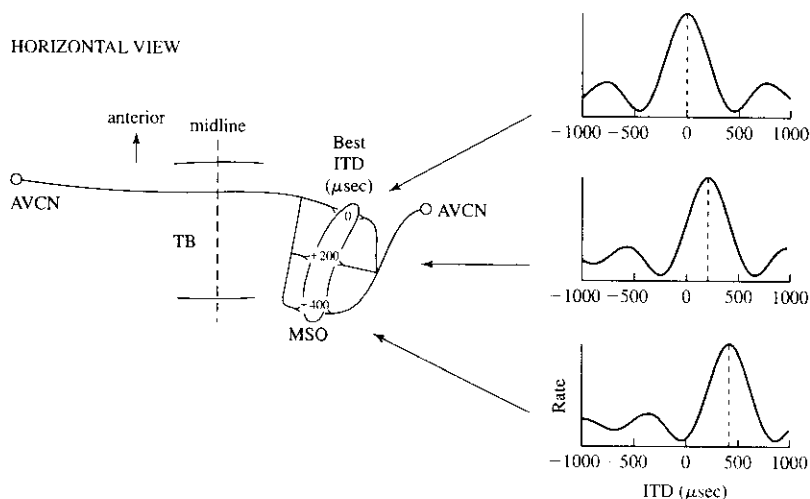 HORIZONTAL VIEW
anterior
midline
Best
ITD
(μsec)
0
AVCN
AVCN
TB
+200
+400
MSO
−1000 −500 0 500 1000
−1000 −500 0 500 1000
Rate
−1000 −500 0 500 1000
ITD (μsec)